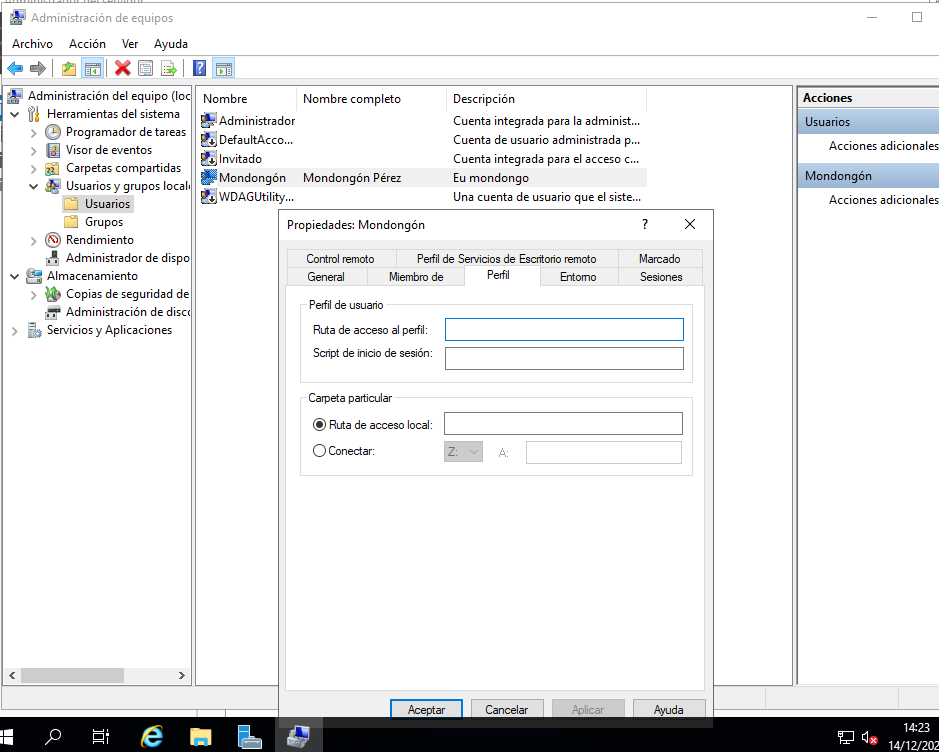 Administración de equipos
Archivo Acción Ver Ayuda
Administración del equipo (loc
Herramientas del sistema
Programador de tareas
Visor de eventos
Carpetas compartidas
Usuarios y grupos locale
Usuarios
Grupos
Rendimiento
Administrador de dispo
Almacenamiento
Copias de seguridad de
Administración de disco
Servicios y Aplicaciones
Nombre Nombre completo Descripción
Administrador Cuenta integrada para la administ...
DefaultAcco... Cuenta de usuario administrada p...
Invitado Cuenta integrada para el acceso c...
Mondongón Mondongón Pérez Eu mondongo
WDAGUtility... Una cuenta de usuario que el siste...
Acciones
Usuarios
Acciones adicionales
Mondongón
Acciones adicionales
Propiedades: Mondongón ?
Control remoto Perfil de Servicios de Escritorio remoto Marcado
General Miembro de Perfil Entorno Sesiones
Perfil de usuario
Ruta de acceso al perfil:
Script de inicio de sesión:
Carpeta particular
Ruta de acceso local:
Conectar: Z: A:
Aceptar Cancelar Aplicar Ayuda
14:23
14/12/202